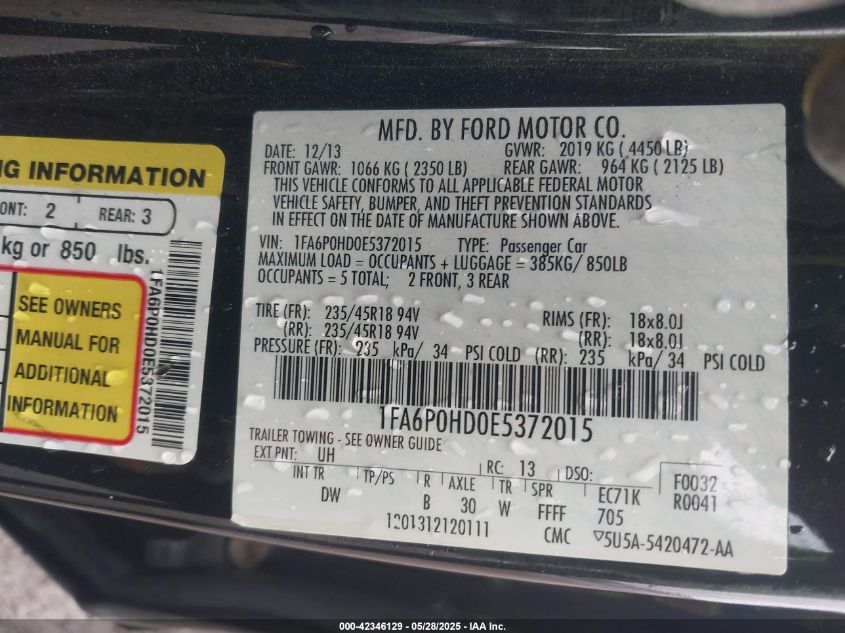 NG INFORMATION
ONT: 2 REAR: 3
kg or 850 lbs.
SEE OWNERS
MANUAL FOR
ADDITIONAL
INFORMATION
1FA6P0HD0E5372015
MFD. BY FORD MOTOR CO.
DATE: 12/13 GVWR: 2019 KG ( 4450 LB)
FRONT GAWR: 1066 KG ( 2350 LB) REAR GAWR: 964 KG ( 2125 LB)
THIS VEHICLE CONFORMS TO ALL APPLICABLE FEDERAL MOTOR
VEHICLE SAFETY, BUMPER, AND THEFT PREVENTION STANDARDS
IN EFFECT ON THE DATE OF MANUFACTURE SHOWN ABOVE.
VIN: 1FA6P0HD0E5372015 TYPE: Passenger Car
MAXIMUM LOAD = OCCUPANTS + LUGGAGE = 385KG/ 850LB
OCCUPANTS = 5 TOTAL; 2 FRONT, 3 REAR
TIRE (FR): 235/45R18 94V RIMS (FR): 18x8.0J
(RR): 235/45R18 94V (RR): 18x8.0J
PRESSURE (FR): 235 kPa/ 34 PSI COLD (RR): 235 kPa/ 34 PSI COLD
1FA6P0HD0E5372015
TRAILER TOWING - SEE OWNER GUIDE
EXT PNT: UH RC: 13 DSO: F0032
INT TR TP/PS R AXLE TR SPR EC71K R0041
DW B 30 W FFFF 705
1201312120111 CMC ▽5U5A-5420472-AA
000-42346129 - 05/28/2025 - IAA Inc.